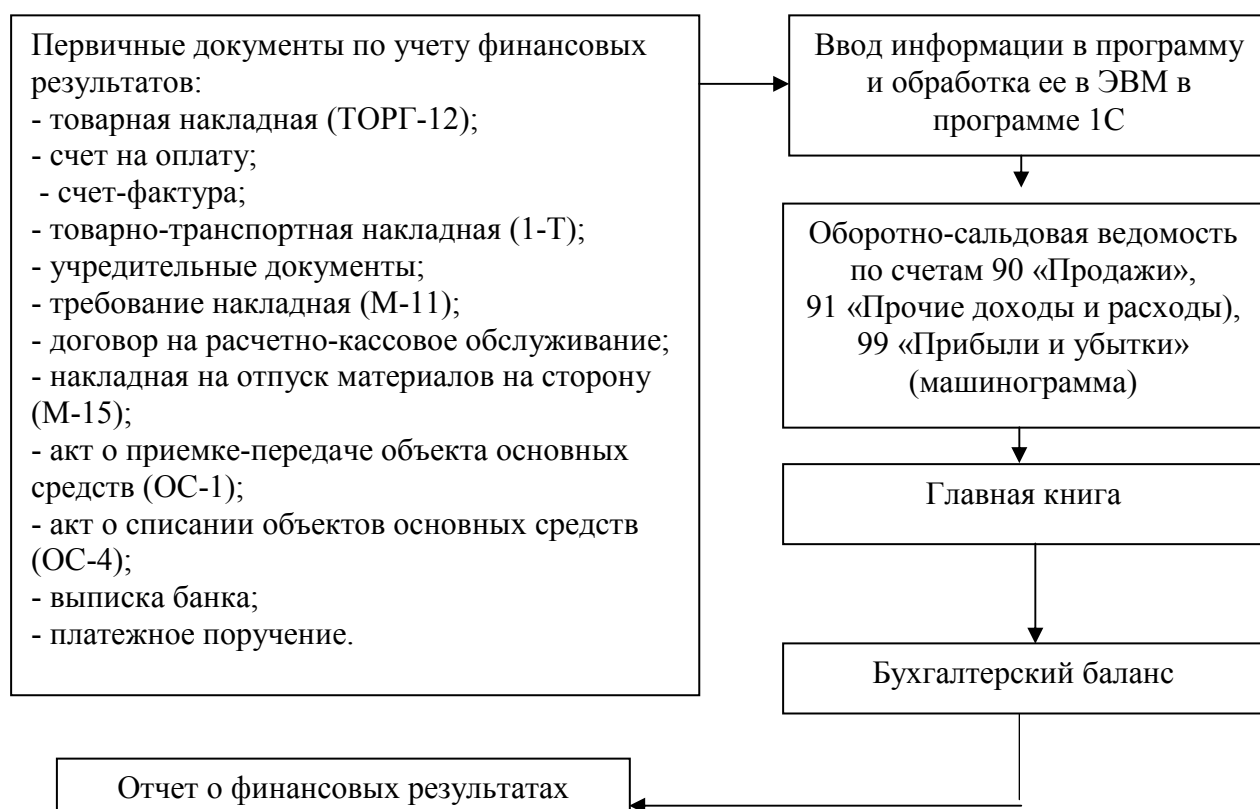 Первичные документы по учету финансовых
результатов:
- товарная накладная (ТОРГ-12);
- счет на оплату;
- счет-фактура;
- товарно-транспортная накладная (1-Т);
- учредительные документы;
- требование накладная (М-11);
- договор на расчетно-кассовое обслуживание;
- накладная на отпуск материалов на сторону
(М-15);
- акт о приемке-передаче объекта основных
средств (ОС-1);
- акт о списании объектов основных средств
(ОС-4);
- выписка банка;
- платежное поручение.
Ввод информации в программу
и обработка ее в ЭВМ в
программе 1С
Оборотно-сальдовая ведомость
по счетам 90 «Продажи»,
91 «Прочие доходы и расходы),
99 «Прибыли и убытки»
(машинограмма)
Главная книга
Бухгалтерский баланс
Отчет о финансовых результатах